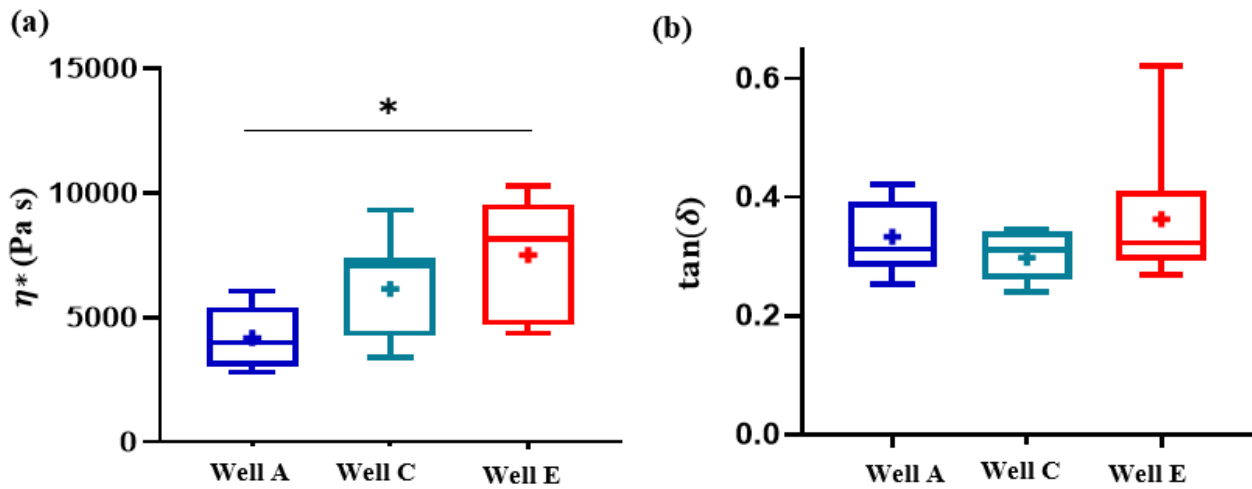 (a)
15000
10000
5000
0
η* (Pa s)
*
Well A
Well C
Well E
(b)
0.6
0.4
0.2
0.0
tan(δ)
Well A
Well C
Well E